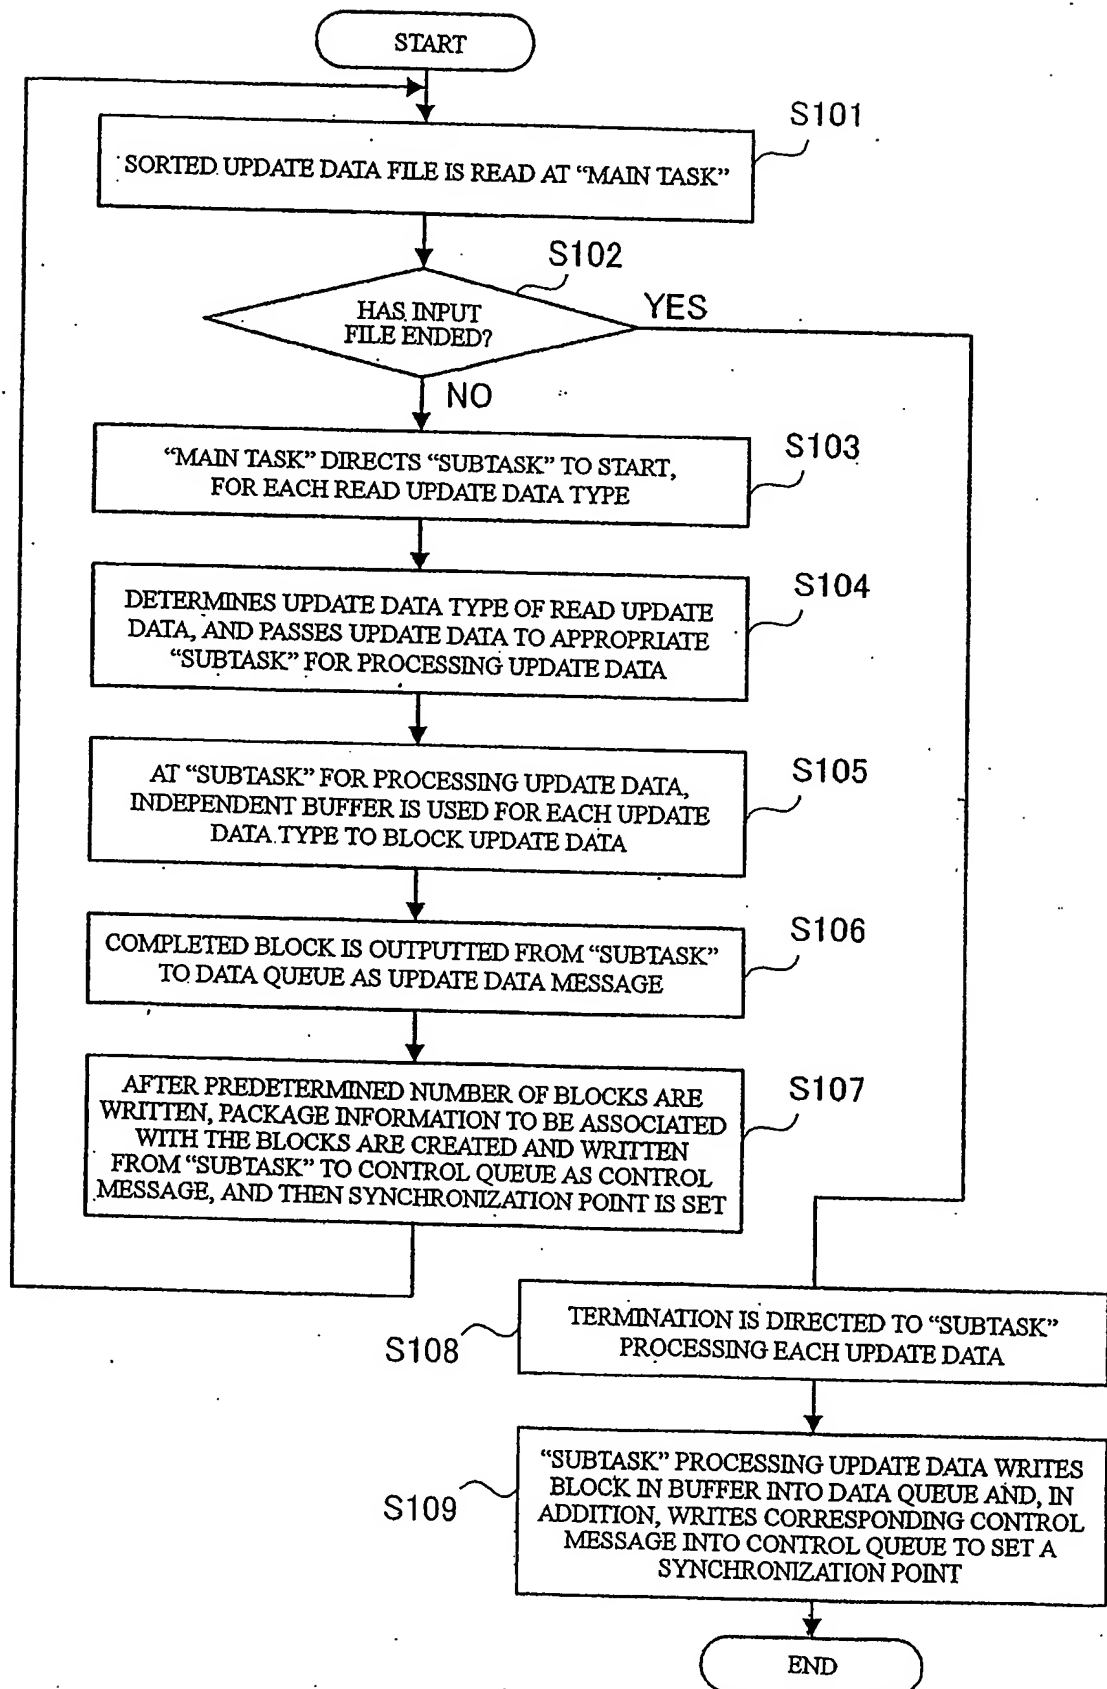 START
S101
SORTED UPDATE DATA FILE IS READ AT “MAIN TASK”
S102
HAS INPUT
FILE ENDED?
YES
NO
S103
“MAIN TASK” DIRECTS “SUBTASK” TO START,
FOR EACH READ UPDATE DATA TYPE
S104
DETERMINES UPDATE DATA TYPE OF READ UPDATE
DATA, AND PASSES UPDATE DATA TO APPROPRIATE
“SUBTASK” FOR PROCESSING UPDATE DATA
S105
AT “SUBTASK” FOR PROCESSING UPDATE DATA,
INDEPENDENT BUFFER IS USED FOR EACH UPDATE
DATA TYPE TO BLOCK UPDATE DATA
S106
COMPLETED BLOCK IS OUTPUTTED FROM “SUBTASK”
TO DATA QUEUE AS UPDATE DATA MESSAGE
S107
AFTER PREDETERMINED NUMBER OF BLOCKS ARE
WRITTEN, PACKAGE INFORMATION TO BE ASSOCIATED
WITH THE BLOCKS ARE CREATED AND WRITTEN
FROM “SUBTASK” TO CONTROL QUEUE AS CONTROL
MESSAGE, AND THEN SYNCHRONIZATION POINT IS SET
S108
TERMINATION IS DIRECTED TO “SUBTASK”
PROCESSING EACH UPDATE DATA
S109
“SUBTASK” PROCESSING UPDATE DATA WRITES
BLOCK IN BUFFER INTO DATA QUEUE AND, IN
ADDITION, WRITES CORRESPONDING CONTROL
MESSAGE INTO CONTROL QUEUE TO SET A
SYNCHRONIZATION POINT
END